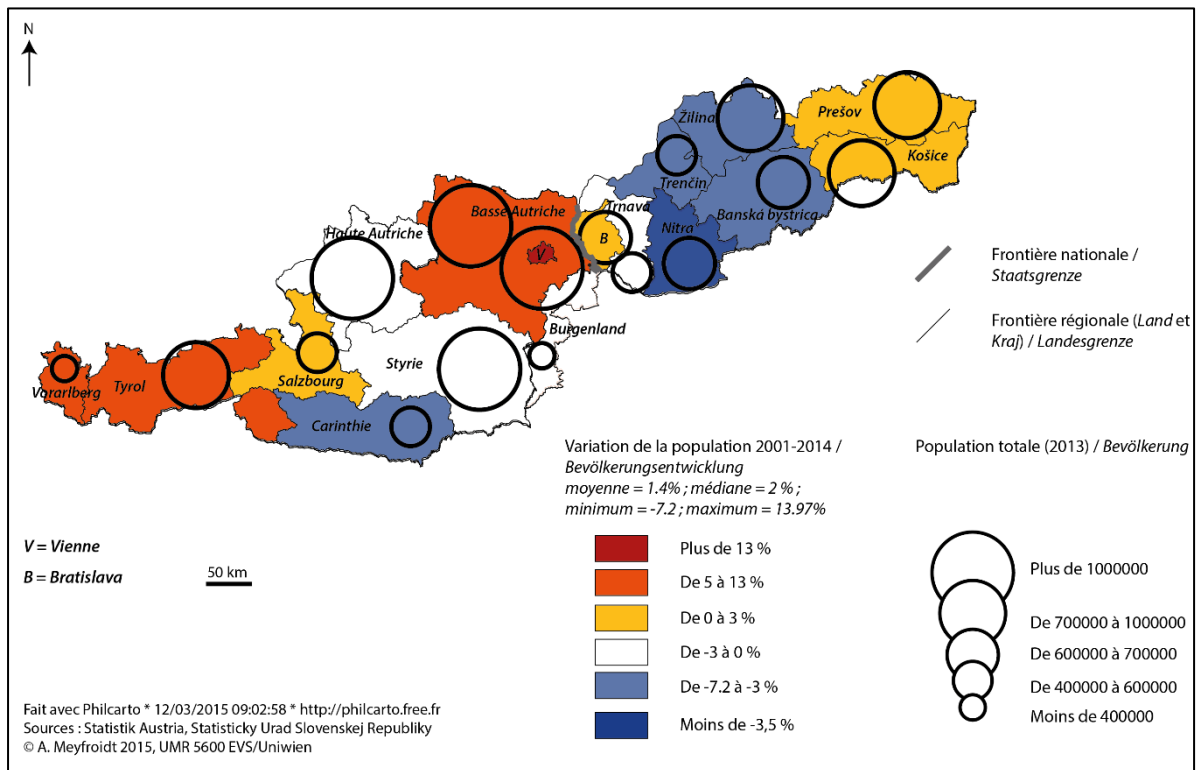 N
Žilina
Prešov
Košice
Trenčin
Trnava
Banská bystrica
Nitra
Basse Autriche
B
Haute Autriche
V
Burgenland
Styrie
Salzbourg
Vorarlberg
Tyrol
Carinthie
Frontière nationale /
Staatsgrenze
Frontière régionale (Land et
Kraj) / Landesgrenze
Variation de la population 2001-2014 /
Bevölkerungsentwicklung
moyenne = 1.4% ; médiane = 2 % ;
minimum = -7.2 ; maximum = 13.97%
Plus de 13 %
De 5 à 13 %
De 0 à 3 %
De -3 à 0 %
De -7.2 à -3 %
Moins de -3,5 %
Population totale (2013) / Bevölkerung
Plus de 1000000
De 700000 à 1000000
De 600000 à 700000
De 400000 à 600000
Moins de 400000
V = Vienne
B = Bratislava
50 km
Fait avec Philcarto * 12/03/2015 09:02:58 * http://philcarto.free.fr
Sources : Statistik Austria, Statisticky Urad Slovenskej Republiky
© A. Meyfroidt 2015, UMR 5600 EVS/Uniwien